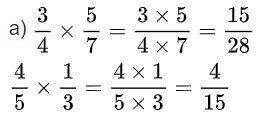 a) 3/4 × 5/7 = (3 × 5)/(4 × 7) = 15/28
4/5 × 1/3 = (4 × 1)/(5 × 3) = 4/15